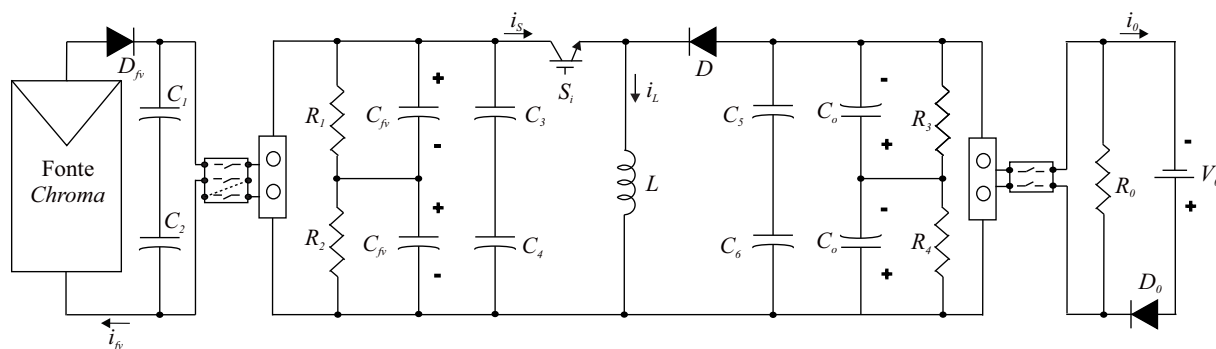 D_fv
C_1
C_2
Fonte
Chroma
i_fv
R_1
R_2
C_fv
C_fv
+
-
+
-
C_3
C_4
i_S
S_i
i_L
L
D
C_5
C_6
C_o
C_o
-
+
-
+
R_3
R_4
i_0
R_0
-
+
D_0